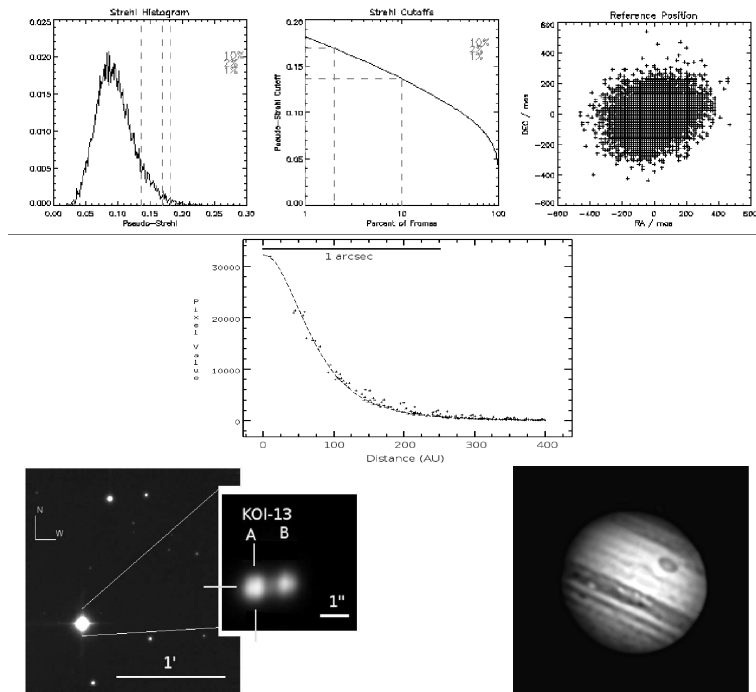 Strehl Histogram
0.025
0.020
0.015
0.010
0.005
0.000
10%
1%
0.00 0.05 0.10 0.15 0.20 0.25 0.30
Pseudo-Strehl
Strehl Cutoffs
Pseudo-Strehl Cutoff
0.20
0.15
0.10
0.05
0.00
10%
1%
1 10 100
Percent of Frames
Reference Position
DEC / mas
600
400
200
0
-200
-400
-600
-600 -400 -200 0 200 400 600
RA / mas
1 arcsec
Pixel Value
30000
20000
10000
0
0 100 200 300 400 500
Distance (AU)
N
W
1'
KOI-13
A B
1"